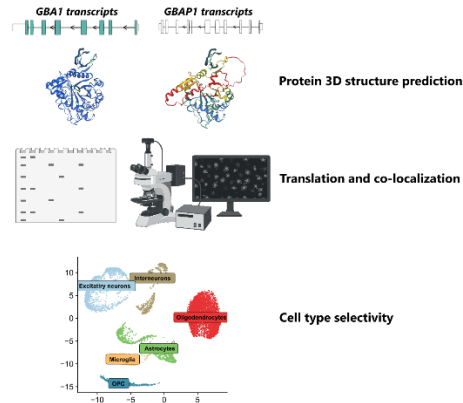 GBA1 transcripts GBAP1 transcripts
Protein 3D structure prediction
Translation and co-localization
Cell type selectivity
10
5
0
−5
−10
−15
−10 −5 0 5
Excitatry neurons
Interneurons
Oligodendrocytes
Astrocytes
Microglia
OPC